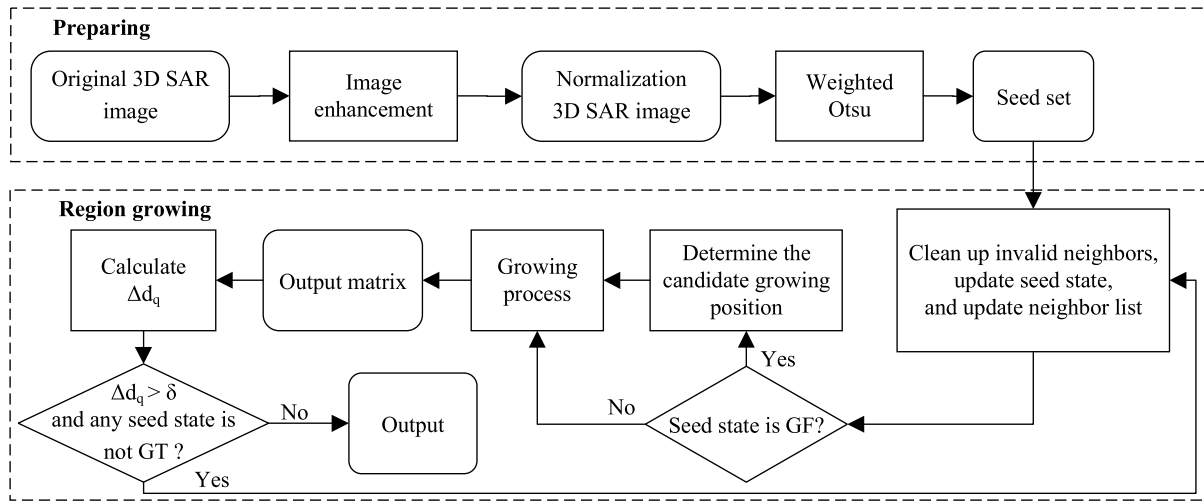 Preparing
Original 3D SAR
image
Image
enhancement
Normalization
3D SAR image
Weighted
Otsu
Seed set
Region growing
Calculate
Δd_q
Output matrix
Growing
process
Determine the
candidate growing
position
Clean up invalid neighbors,
update seed state,
and update neighbor list
Yes
Δd_q > δ
and any seed state is
not GT ?
No
Output
No
Seed state is GF?
Yes